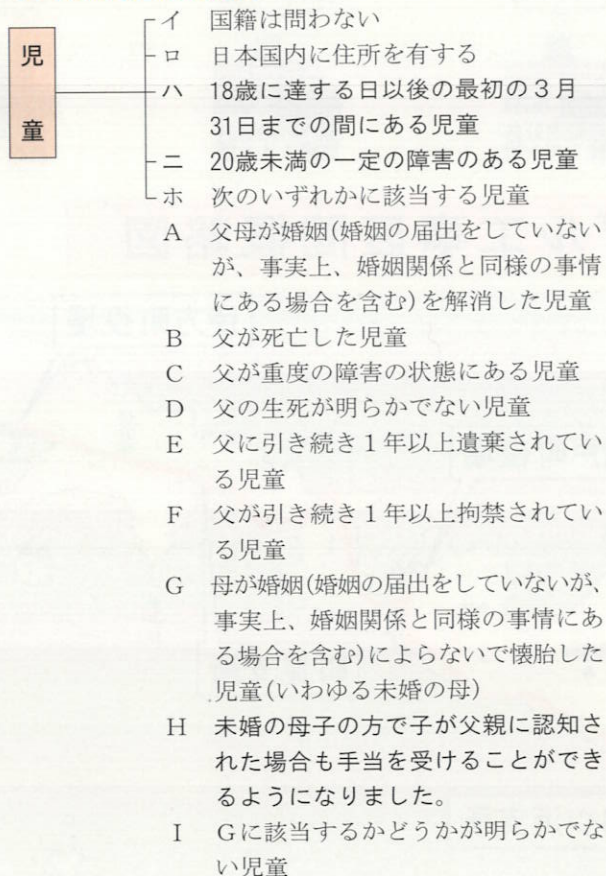 児童
イ　国籍は問わない
ロ　日本国内に住所を有する
ハ　18歳に達する日以後の最初の３月
31日までの間にある児童
ニ　20歳未満の一定の障害のある児童
ホ　次のいずれかに該当する児童
A　父母が婚姻(婚姻の届出をしていない
が、事実上、婚姻関係と同様の事情
にある場合を含む)を解消した児童
B　父が死亡した児童
C　父が重度の障害の状態にある児童
D　父の生死が明らかでない児童
E　父に引き続き１年以上遺棄されてい
る児童
F　父が引き続き１年以上拘禁されてい
る児童
G　母が婚姻(婚姻の届出をしていないが、
事実上、婚姻関係と同様の事情にあ
る場合を含む)によらないで懐胎した
児童(いわゆる未婚の母)
H　未婚の母子の方で子が父親に認知さ
れた場合も手当を受けることができ
るようになりました。
I　Gに該当するかどうかが明らかでな
い児童